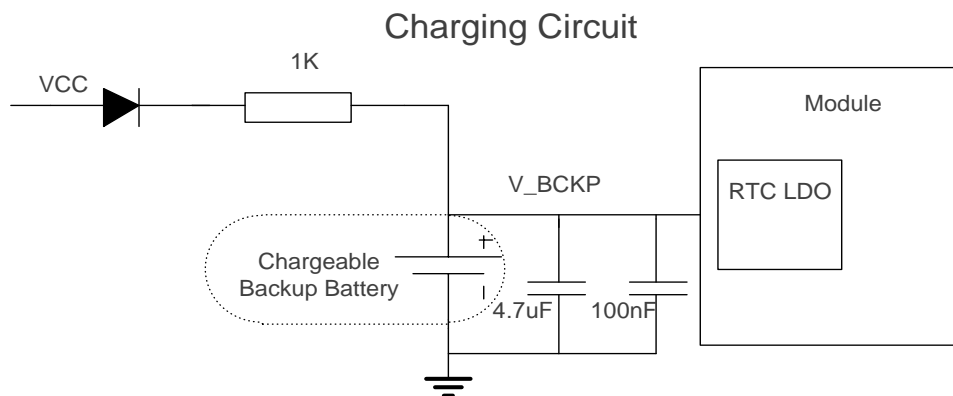 Charging Circuit
1K
VCC
Module
V_BCKP
RTC LDO
+
Chargeable
Backup Battery
-
4.7uF
100nF